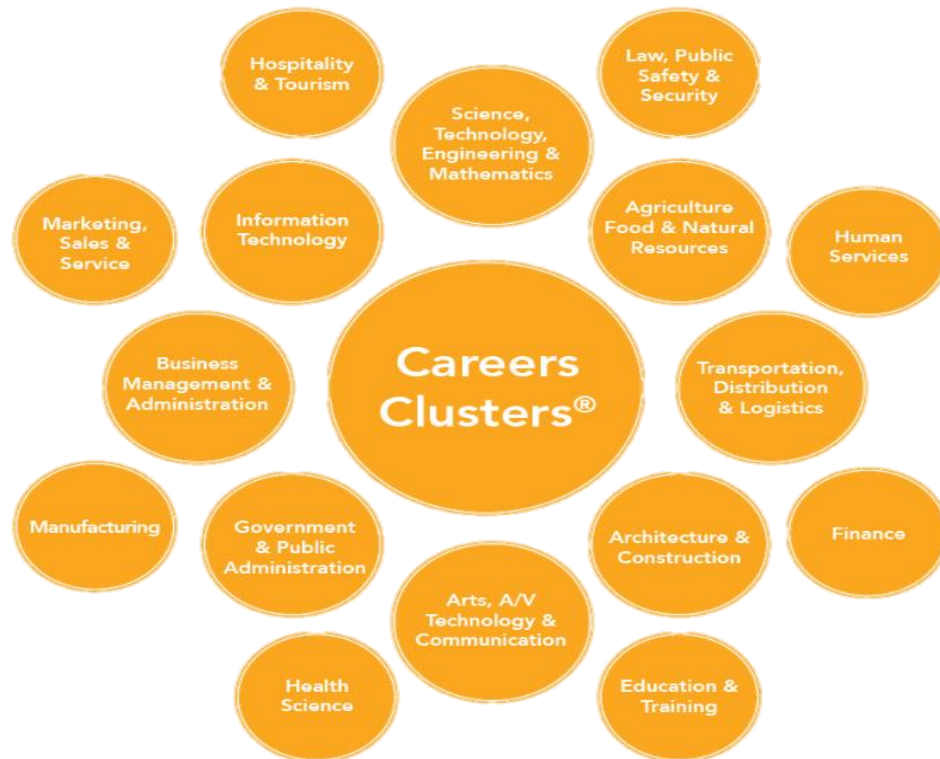 Hospitality
& Tourism
Law, Public
Safety &
Security
Science,
Technology,
Engineering &
Mathematics
Marketing,
Sales &
Service
Information
Technology
Agriculture
Food & Natural
Resources
Human
Services
Business
Management &
Administration
Careers
Clusters®
Transportation,
Distribution
& Logistics
Manufacturing
Government
& Public
Administration
Architecture &
Construction
Finance
Arts, A/V
Technology &
Communication
Health
Science
Education &
Training